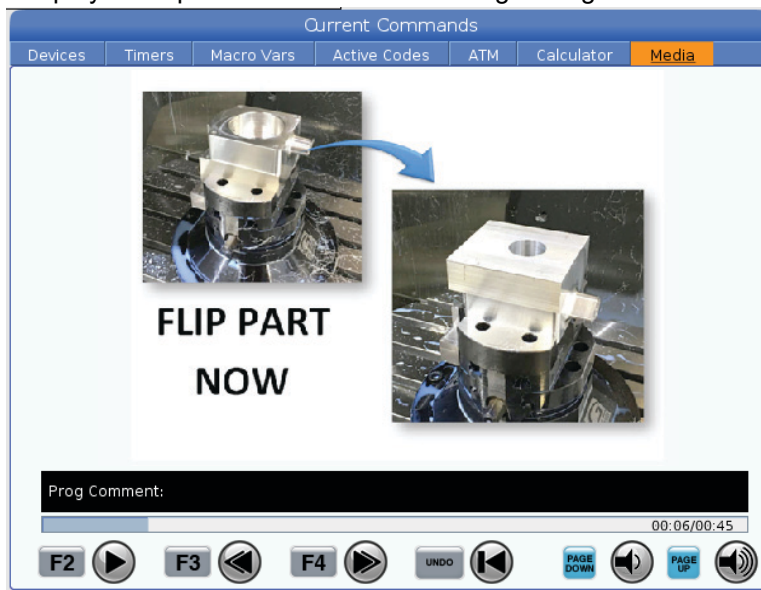 Current Commands
Devices Timers Macro Vars Active Codes ATM Calculator Media
FLIP PART
NOW
Prog Comment:
00:06/00:45
F2 F3 F4 UNDO PAGE DOWN PAGE UP